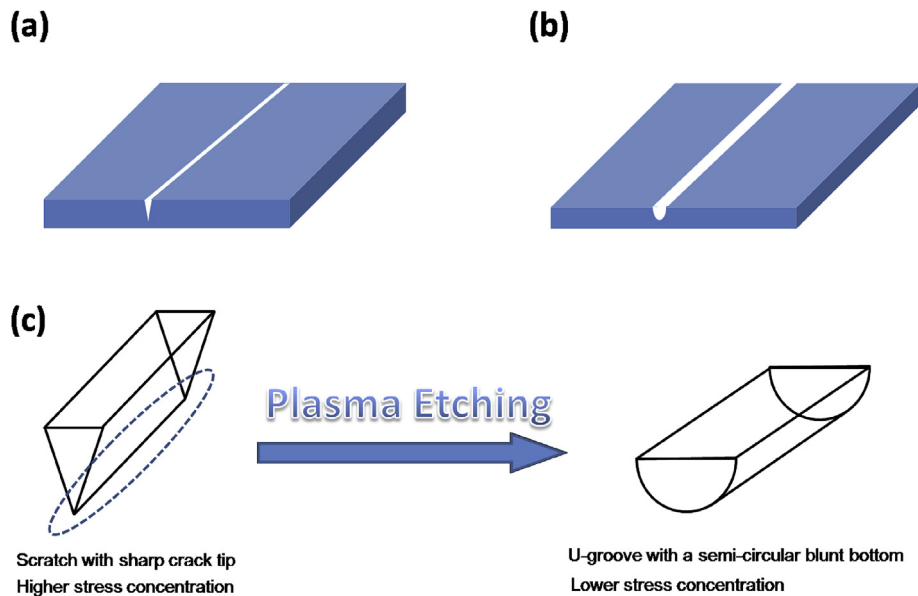 (a)
(b)
(c)
Plasma Etching
Scratch with sharp crack tip
Higher stress concentration
U-groove with a semi-circular blunt bottom
Lower stress concentration